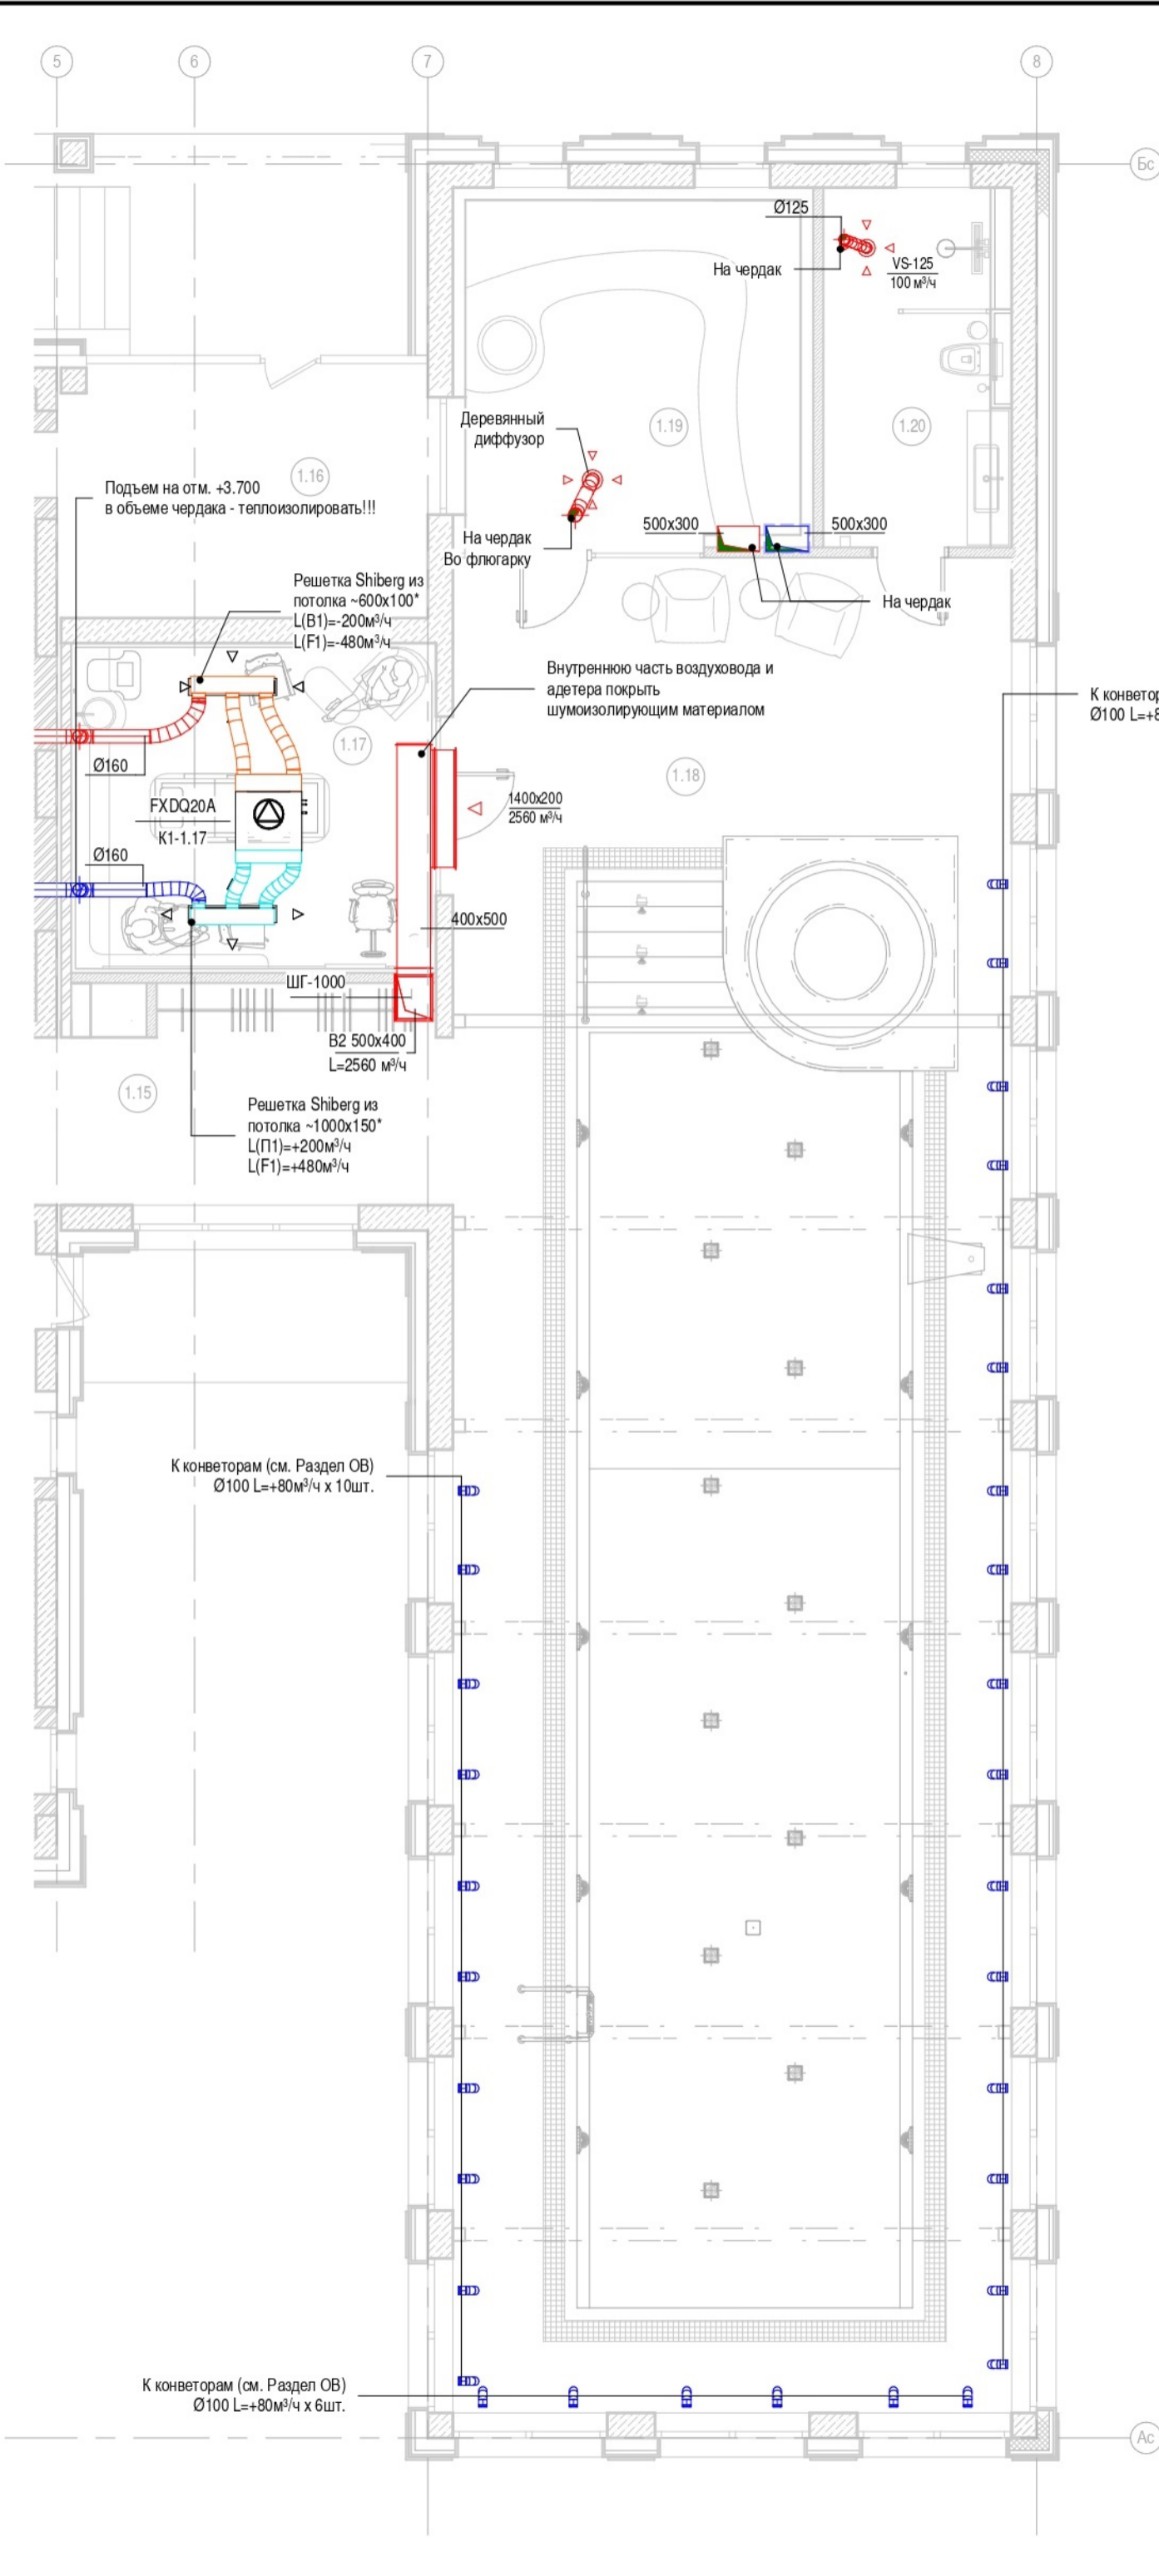 5
6
7
8
Бс
Ø125
На чердак
VS-125
100 м³/ч
Деревянный
диффузор
1.19
1.20
1.16
Подъем на отм. +3.700
в объеме чердака - теплоизолировать!!!
На чердак
Во флюгарку
500x300
500x300
На чердак
Решетка Shiberg из
потолка ~600x100*
L(В1)=-200м³/ч
L(F1)=-480м³/ч
Внутреннюю часть воздуховода и
адетера покрыть
шумоизолирующим материалом
К конветор
Ø100 L=+8
1.17
1.18
Ø160
FXDQ20A
К1-1.17
1400x200
2560 м³/ч
Ø160
400x500
ШГ-1000
В2 500x400
L=2560 м³/ч
1.15
Решетка Shiberg из
потолка ~1000x150*
L(П1)=+200м³/ч
L(F1)=+480м³/ч
К конветорам (см. Раздел ОВ)
Ø100 L=+80м³/ч x 10шт.
К конветорам (см. Раздел ОВ)
Ø100 L=+80м³/ч x 6шт.
Ас